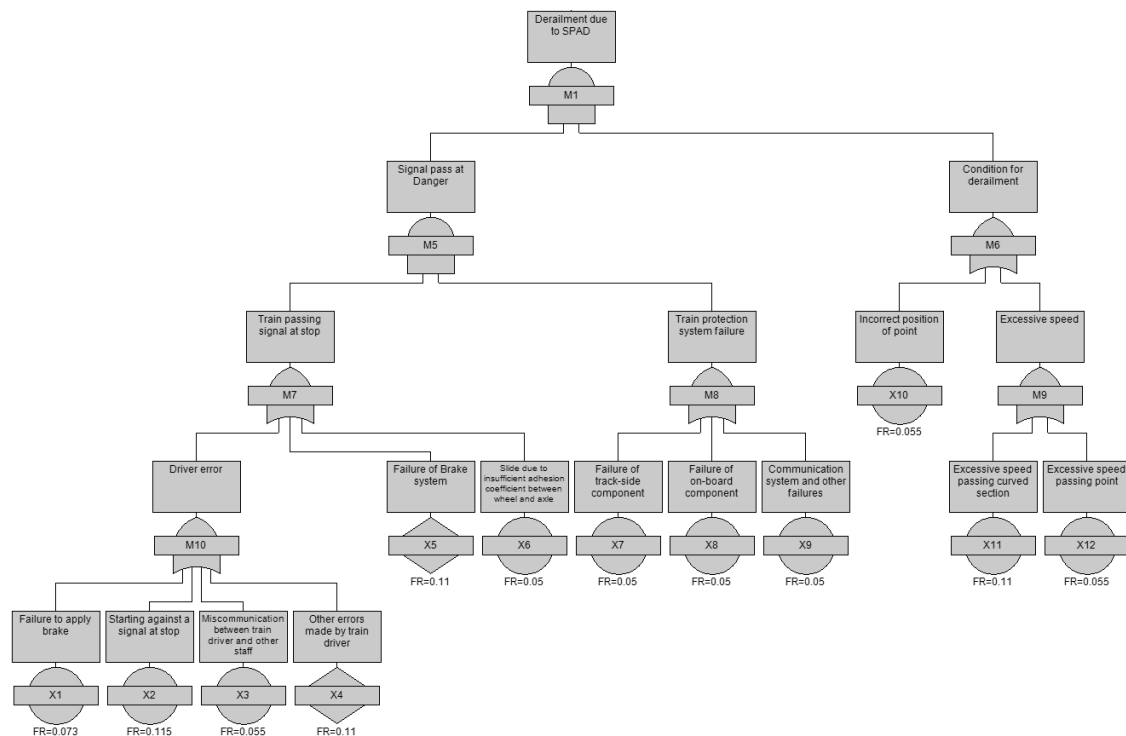 Derailment due
to SPAD
M1
Signal pass at
Danger
M5
Condition for
derailment
M6
Train passing
signal at stop
M7
Train protection
system failure
M8
Incorrect position
of point
X10
FR=0.055
Excessive speed
M9
Driver error
M10
Failure of Brake
system
X5
FR=0.11
Slide due to
insufficient adhesion
coefficient between
wheel and axle
X6
FR=0.05
Failure of
track-side
component
X7
FR=0.05
Failure of
on-board
component
X8
FR=0.05
Communication
system and other
failures
X9
FR=0.05
Excessive speed
passing curved
section
X11
FR=0.11
Excessive speed
passing point
X12
FR=0.055
Failure to apply
brake
X1
FR=0.073
Starting against a
signal at stop
X2
FR=0.115
Miscommunication
between train
driver and other
staff
X3
FR=0.055
Other errors
made by train
driver
X4
FR=0.11